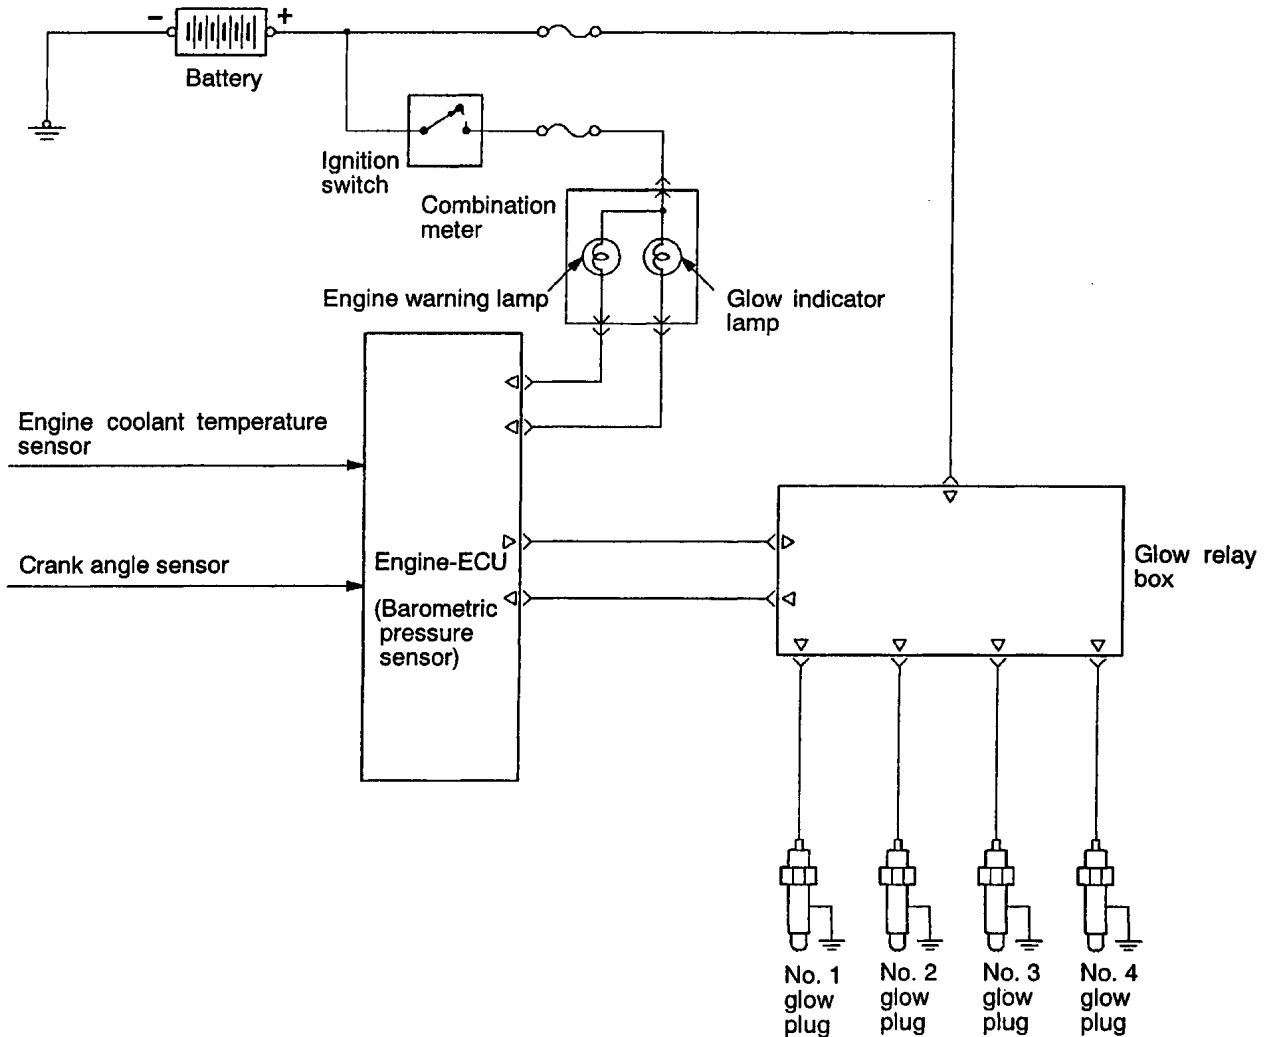 − +
Battery
Ignition
switch
Combination
meter
Engine warning lamp
Glow indicator
lamp
Engine coolant temperature
sensor
Crank angle sensor
Engine-ECU
(Barometric
pressure
sensor)
Glow relay
box
No. 1
glow
plug
No. 2
glow
plug
No. 3
glow
plug
No. 4
glow
plug